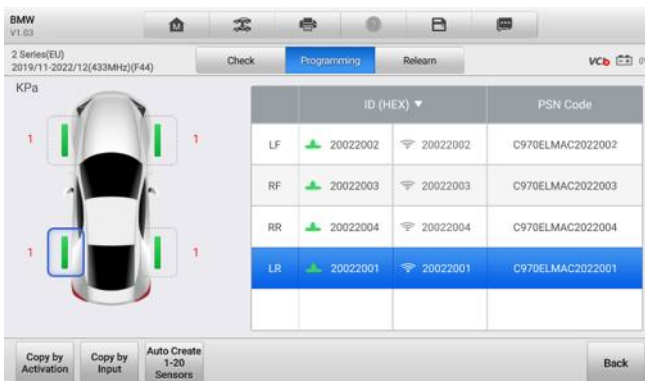 BMW
V1.03
2 Series(EU)
2019/11-2022/12(433MHz)(F44)
Check
Programming
Relearn
VCb
KPa
ID (HEX) ▼
PSN Code
1
1
LF 20022002 20022002 C970ELMAC2022002
RF 20022003 20022003 C970ELMAC2022003
RR 20022004 20022004 C970ELMAC2022004
1
1
LR 20022001 20022001 C970ELMAC2022001
Copy by
Activation
Copy by
Input
Auto Create
1-20
Sensors
Back